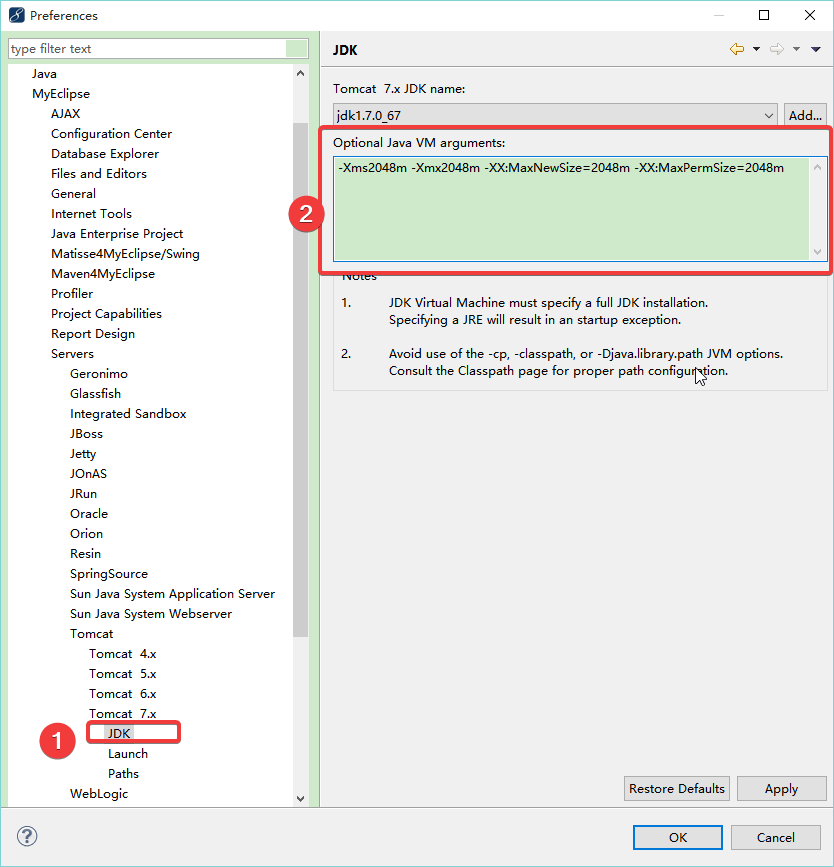 Preferences
type filter text
Java
MyEclipse
AJAX
Configuration Center
Database Explorer
Files and Editors
General
Internet Tools
Java Enterprise Project
Matisse4MyEclipse/Swing
Maven4MyEclipse
Profiler
Project Capabilities
Report Design
Servers
Geronimo
Glassfish
Integrated Sandbox
JBoss
Jetty
JOnAS
JRun
Oracle
Orion
Resin
SpringSource
Sun Java System Application Server
Sun Java System Webserver
Tomcat
Tomcat 4.x
Tomcat 5.x
Tomcat 6.x
Tomcat 7.x
1
JDK
Launch
Paths
WebLogic
JDK
Tomcat 7.x JDK name:
jdk1.7.0_67
Add...
Optional Java VM arguments:
-Xms2048m -Xmx2048m -XX:MaxNewSize=2048m -XX:MaxPermSize=2048m
2
Notes
1. JDK Virtual Machine must specify a full JDK installation.
Specifying a JRE will result in an startup exception.
2. Avoid use of the -cp, -classpath, or -Djava.library.path JVM options.
Consult the Classpath page for proper path configuration.
Restore Defaults
Apply
?
OK
Cancel